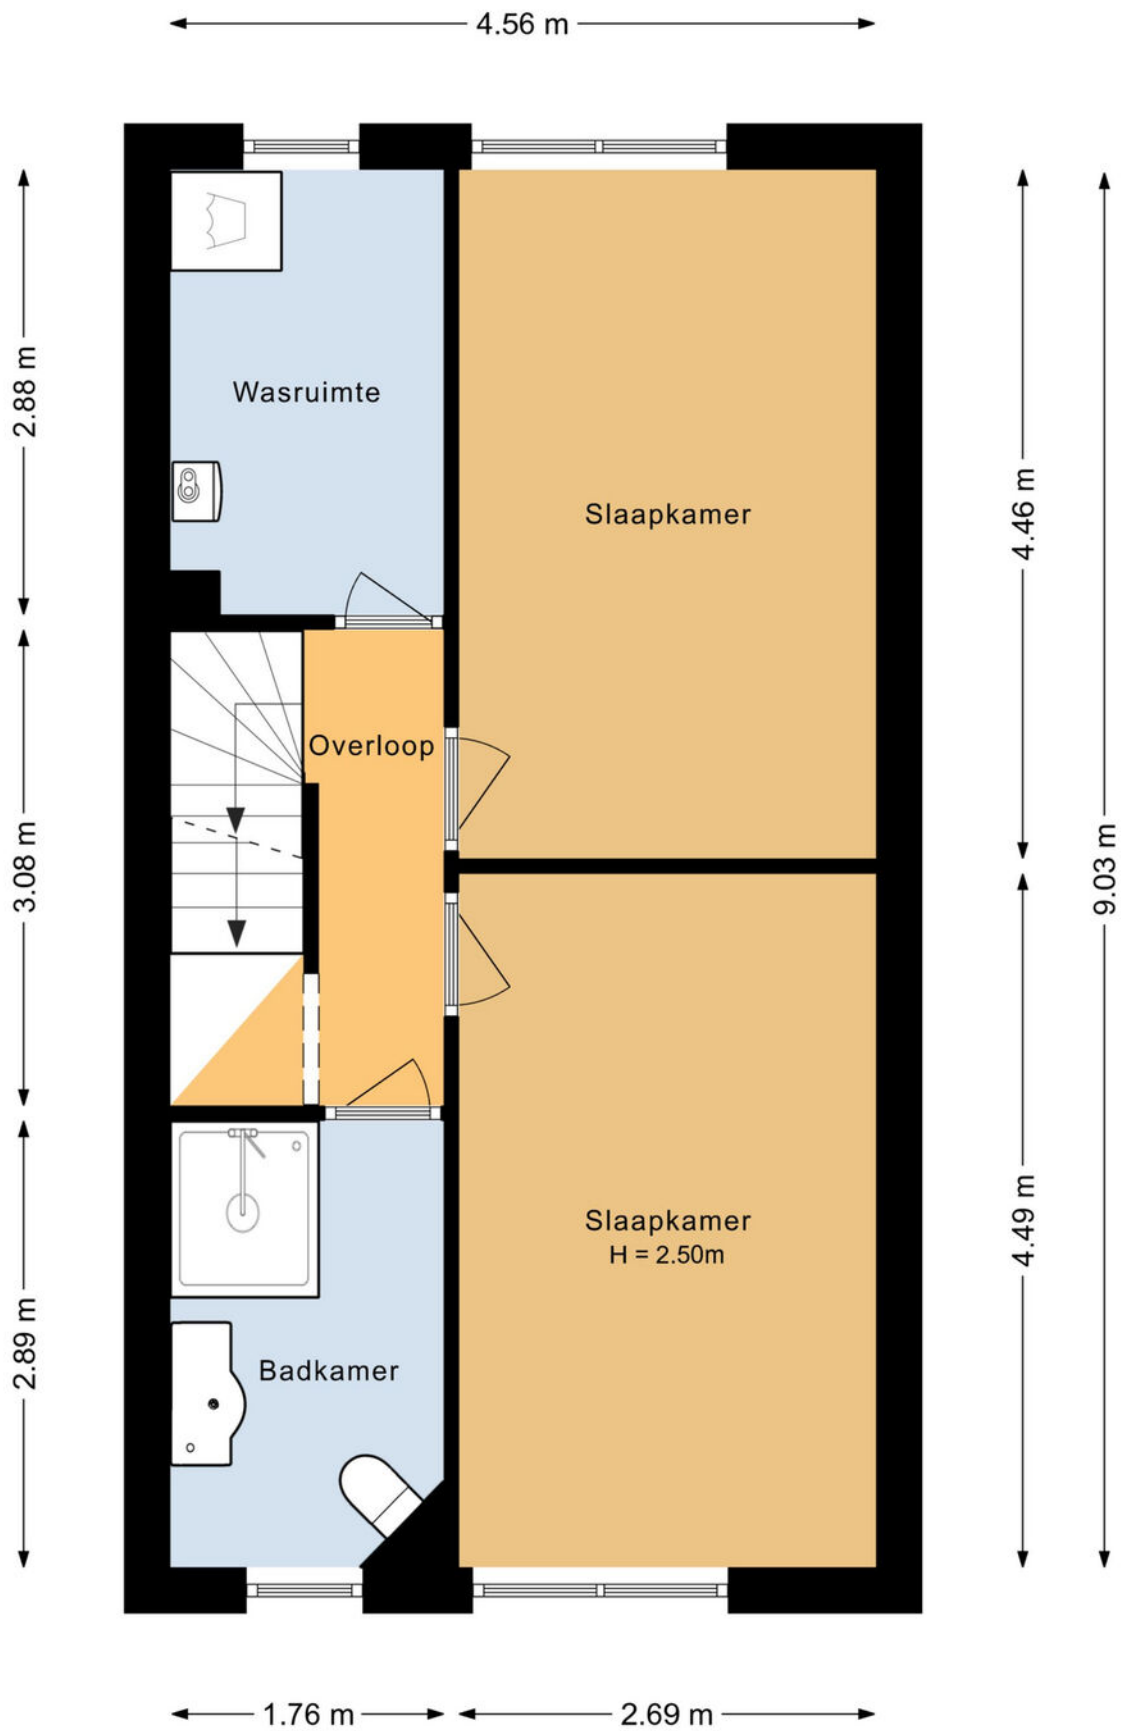 4.56 m
2.88 m
Wasruimte
Slaapkamer
4.46 m
Overloop
3.08 m
9.03 m
Slaapkamer
H = 2.50m
4.49 m
2.89 m
Badkamer
1.76 m
2.69 m